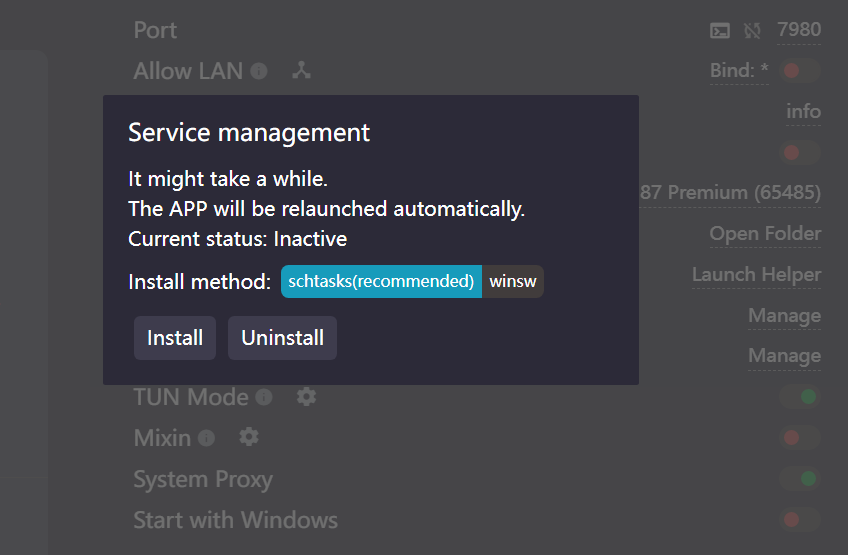 Port 7980
Allow LAN Bind: *
info
Service management
It might take a while.
The APP will be relaunched automatically.
Current status: Inactive
Install method: schtasks(recommended) winsw
Install Uninstall
87 Premium (65485)
Open Folder
Launch Helper
Manage
Manage
TUN Mode
Mixin
System Proxy
Start with Windows